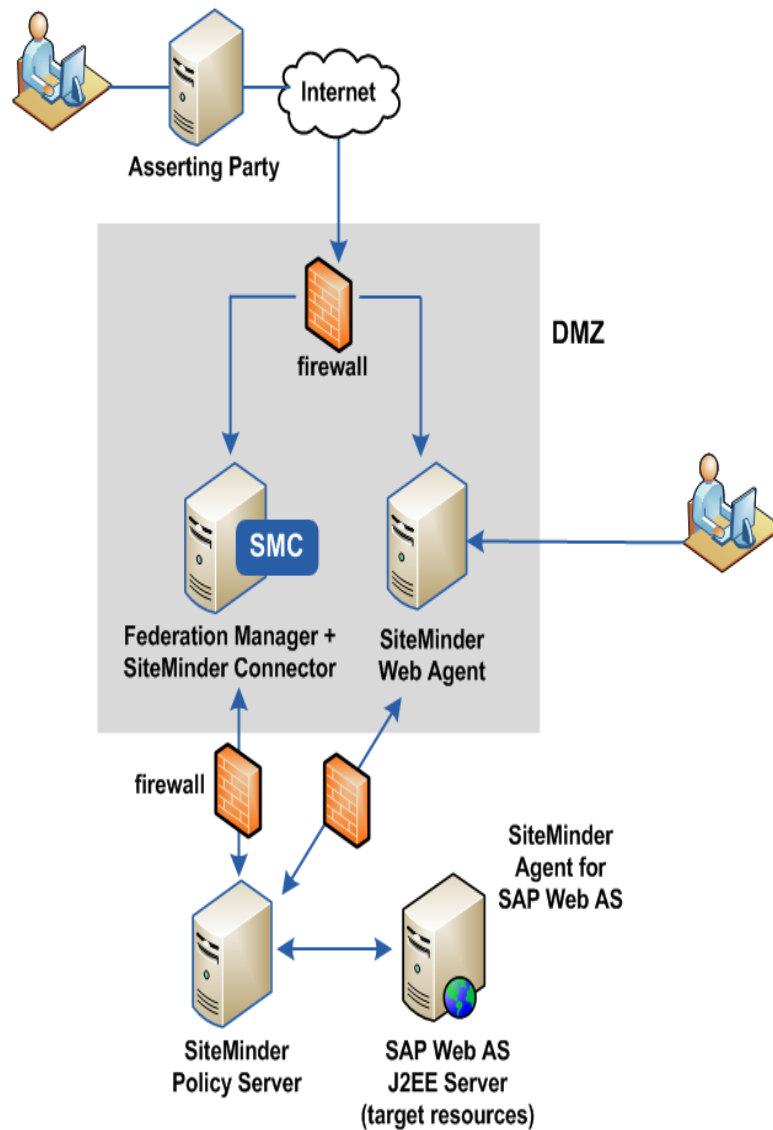 Internet
Asserting Party
firewall
DMZ
SMC
Federation Manager +
SiteMinder Connector
SiteMinder
Web Agent
firewall
SiteMinder
Agent for
SAP Web AS
SiteMinder
Policy Server
SAP Web AS
J2EE Server
(target resources)